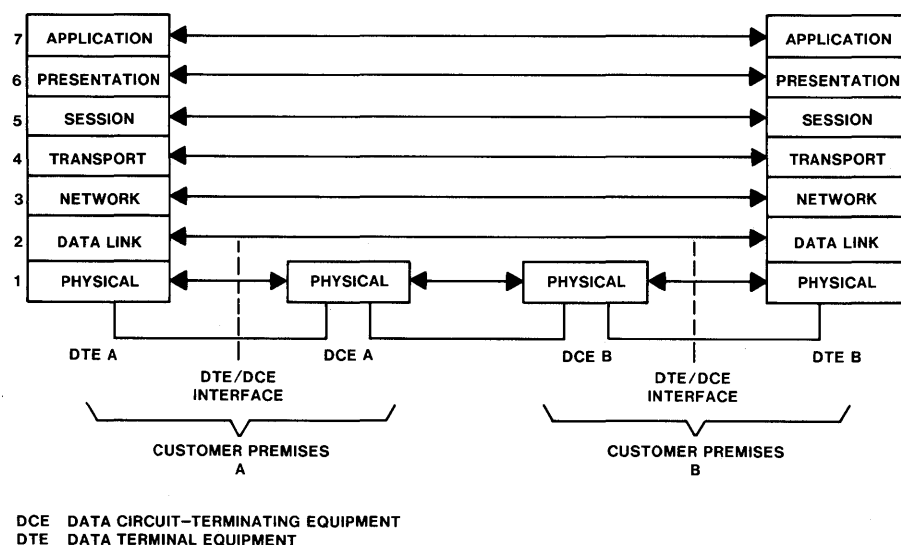 7 APPLICATION APPLICATION
6 PRESENTATION PRESENTATION
5 SESSION SESSION
4 TRANSPORT TRANSPORT
3 NETWORK NETWORK
2 DATA LINK DATA LINK
1 PHYSICAL PHYSICAL PHYSICAL PHYSICAL
DTE A DCE A DCE B DTE B
DTE/DCE DTE/DCE
INTERFACE INTERFACE
CUSTOMER PREMISES CUSTOMER PREMISES
A B
DCE DATA CIRCUIT-TERMINATING EQUIPMENT
DTE DATA TERMINAL EQUIPMENT